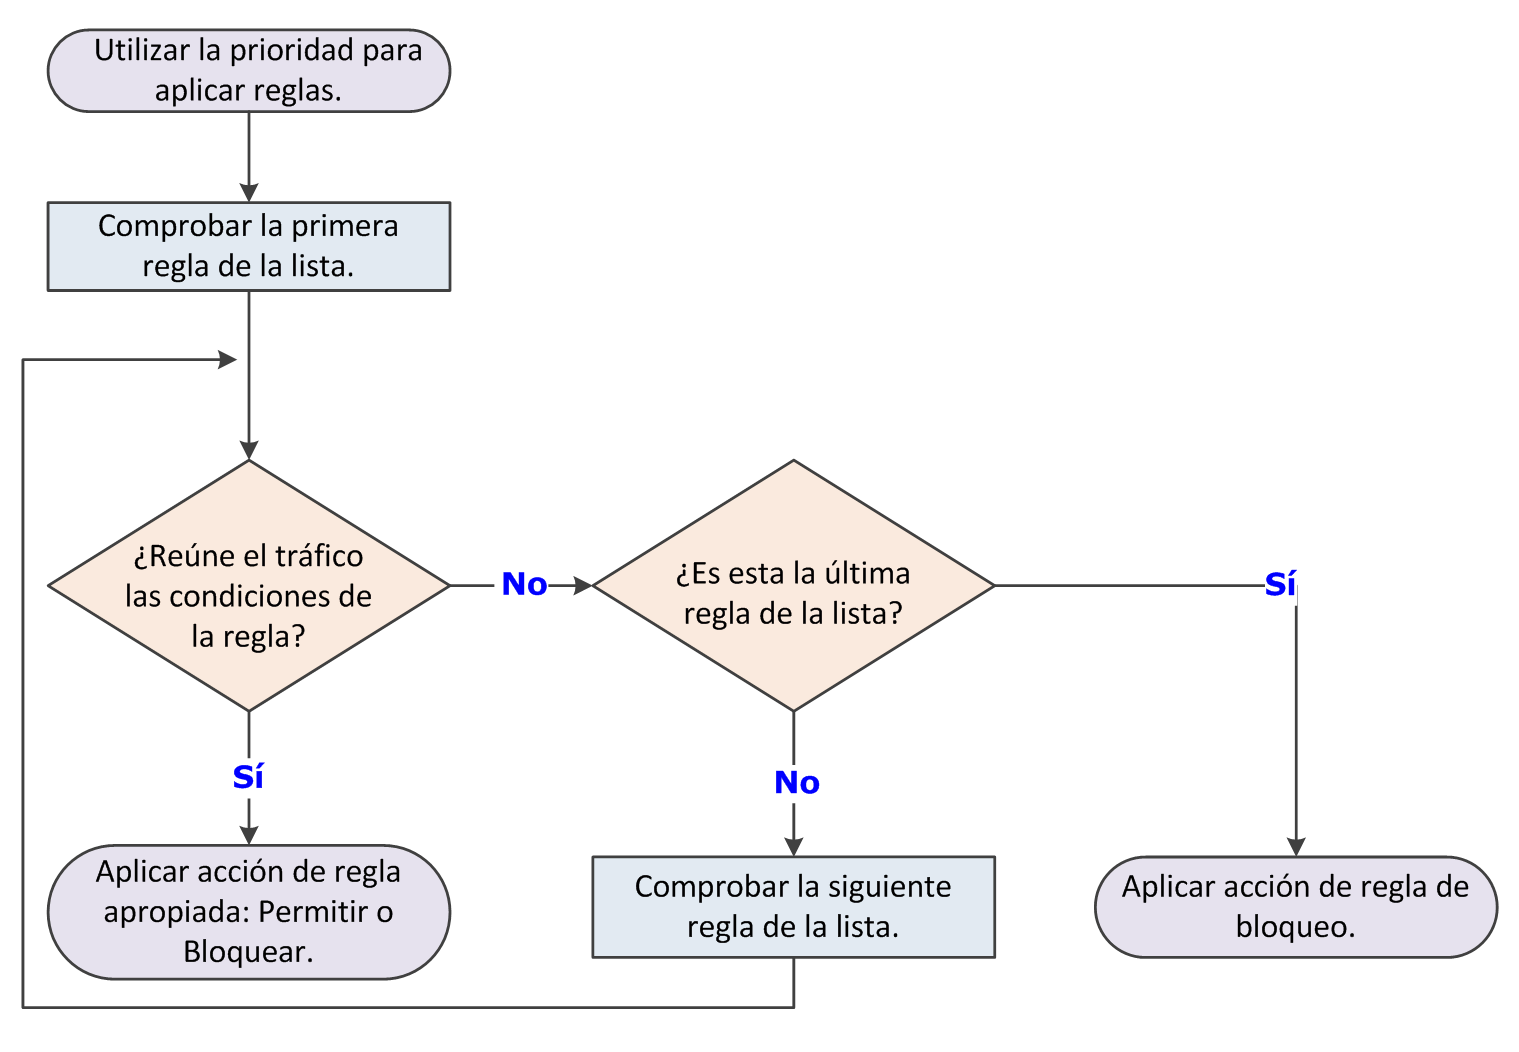 Utilizar la prioridad para
aplicar reglas.
Comprobar la primera
regla de la lista.
¿Reúne el tráfico
las condiciones de
la regla?
No
¿Es esta la última
regla de la lista?
Sí
Sí
No
Aplicar acción de regla
apropiada: Permitir o
Bloquear.
Comprobar la siguiente
regla de la lista.
Aplicar acción de regla de
bloqueo.